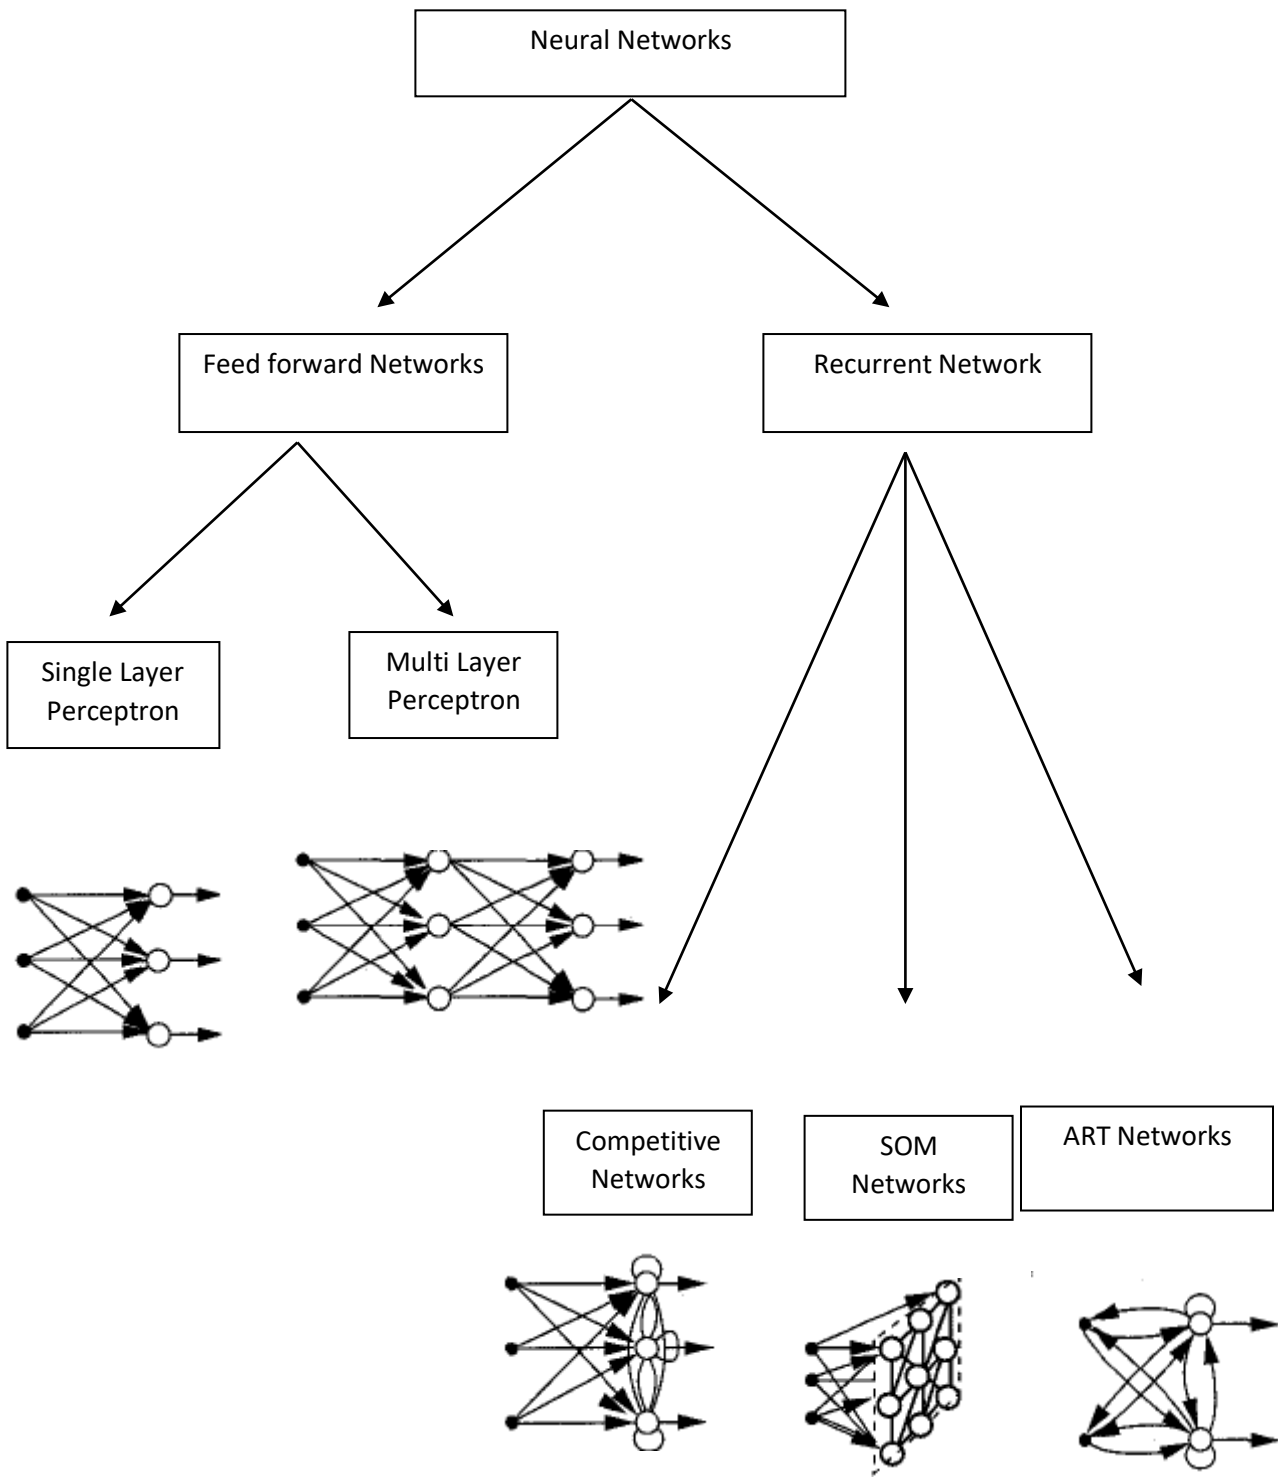 Neural Networks
Feed forward Networks
Recurrent Network
Single Layer
Perceptron
Multi Layer
Perceptron
Competitive
Networks
SOM
Networks
ART Networks